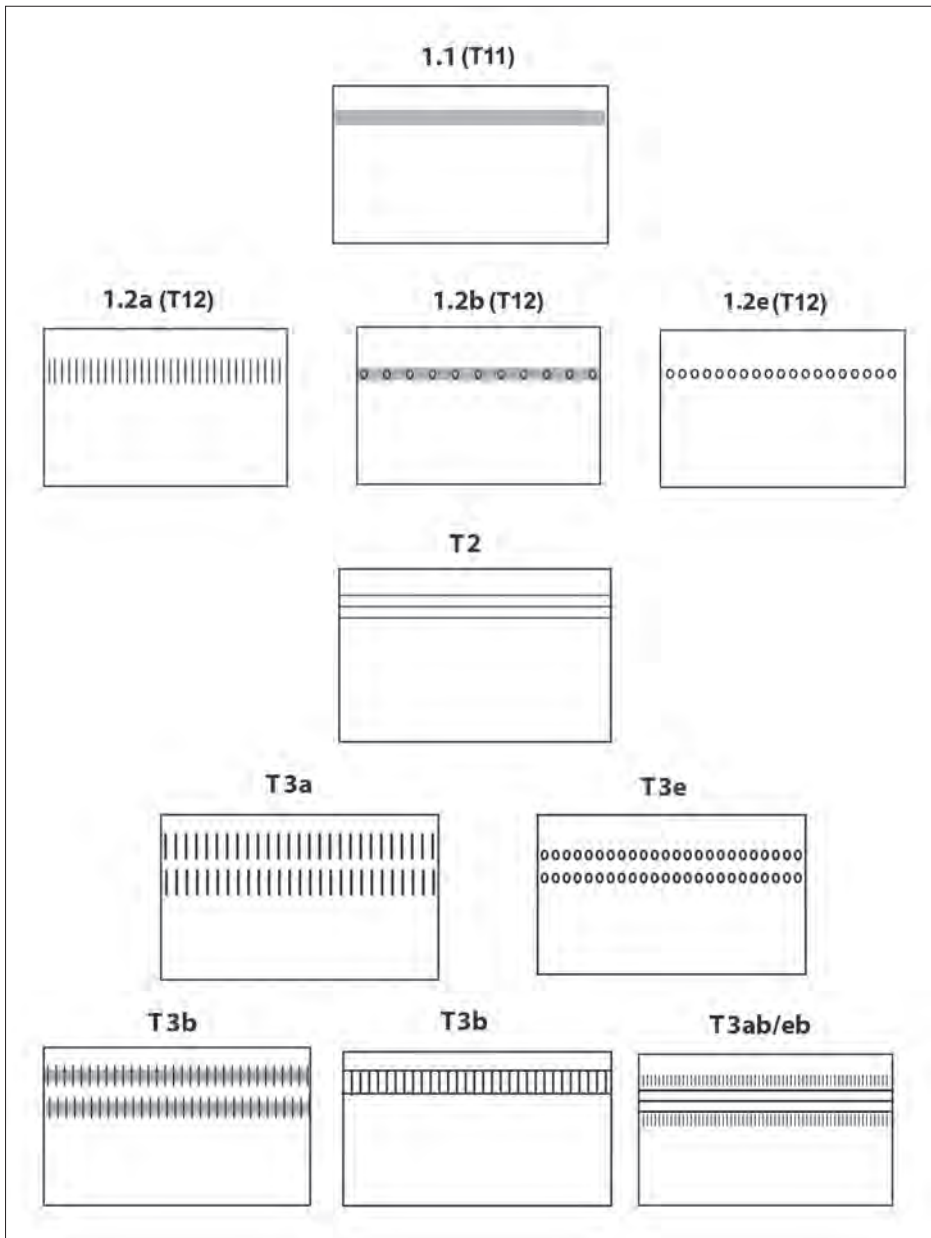 1.1 (T11)
1.2a (T12)
1.2b (T12)
1.2e (T12)
T2
T3a
T3e
T3b
T3b
T3ab/eb